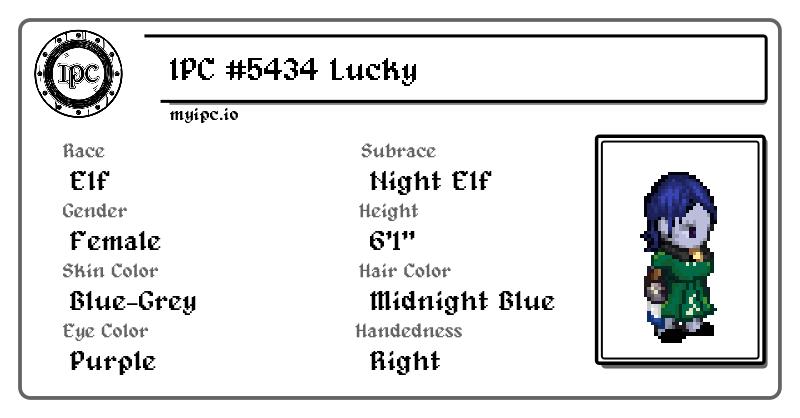 IPC
IPC #5434 Lucky
myipc.io
Race
Elf
Subrace
Night Elf
Gender
Female
Height
6'1"
Skin Color
Blue-Grey
Hair Color
Midnight Blue
Eye Color
Purple
Handedness
Right